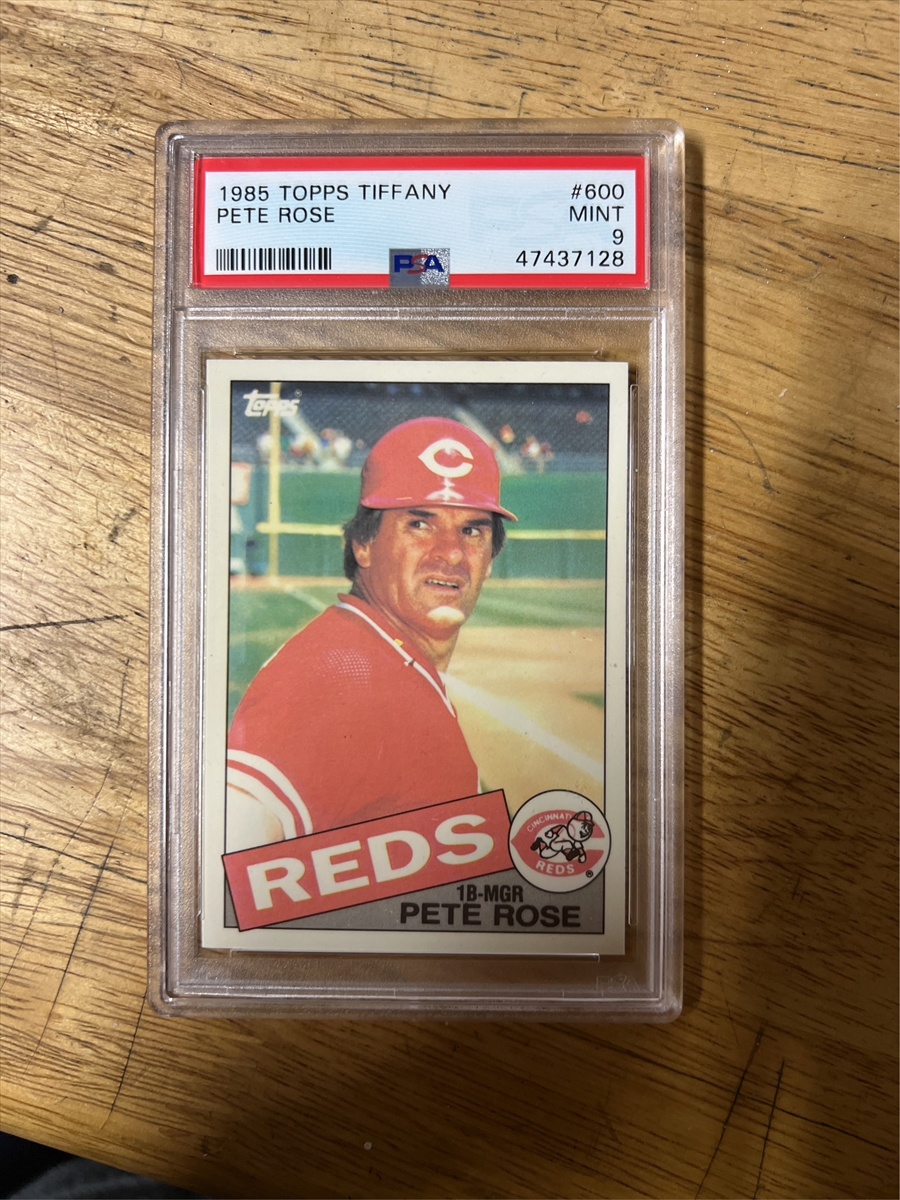 1985 TOPPS TIFFANY #600
PETE ROSE MINT
9
PSA 47437128
Topps
C
CINCINNATI
REDS
®
REDS
1B-MGR
PETE ROSE